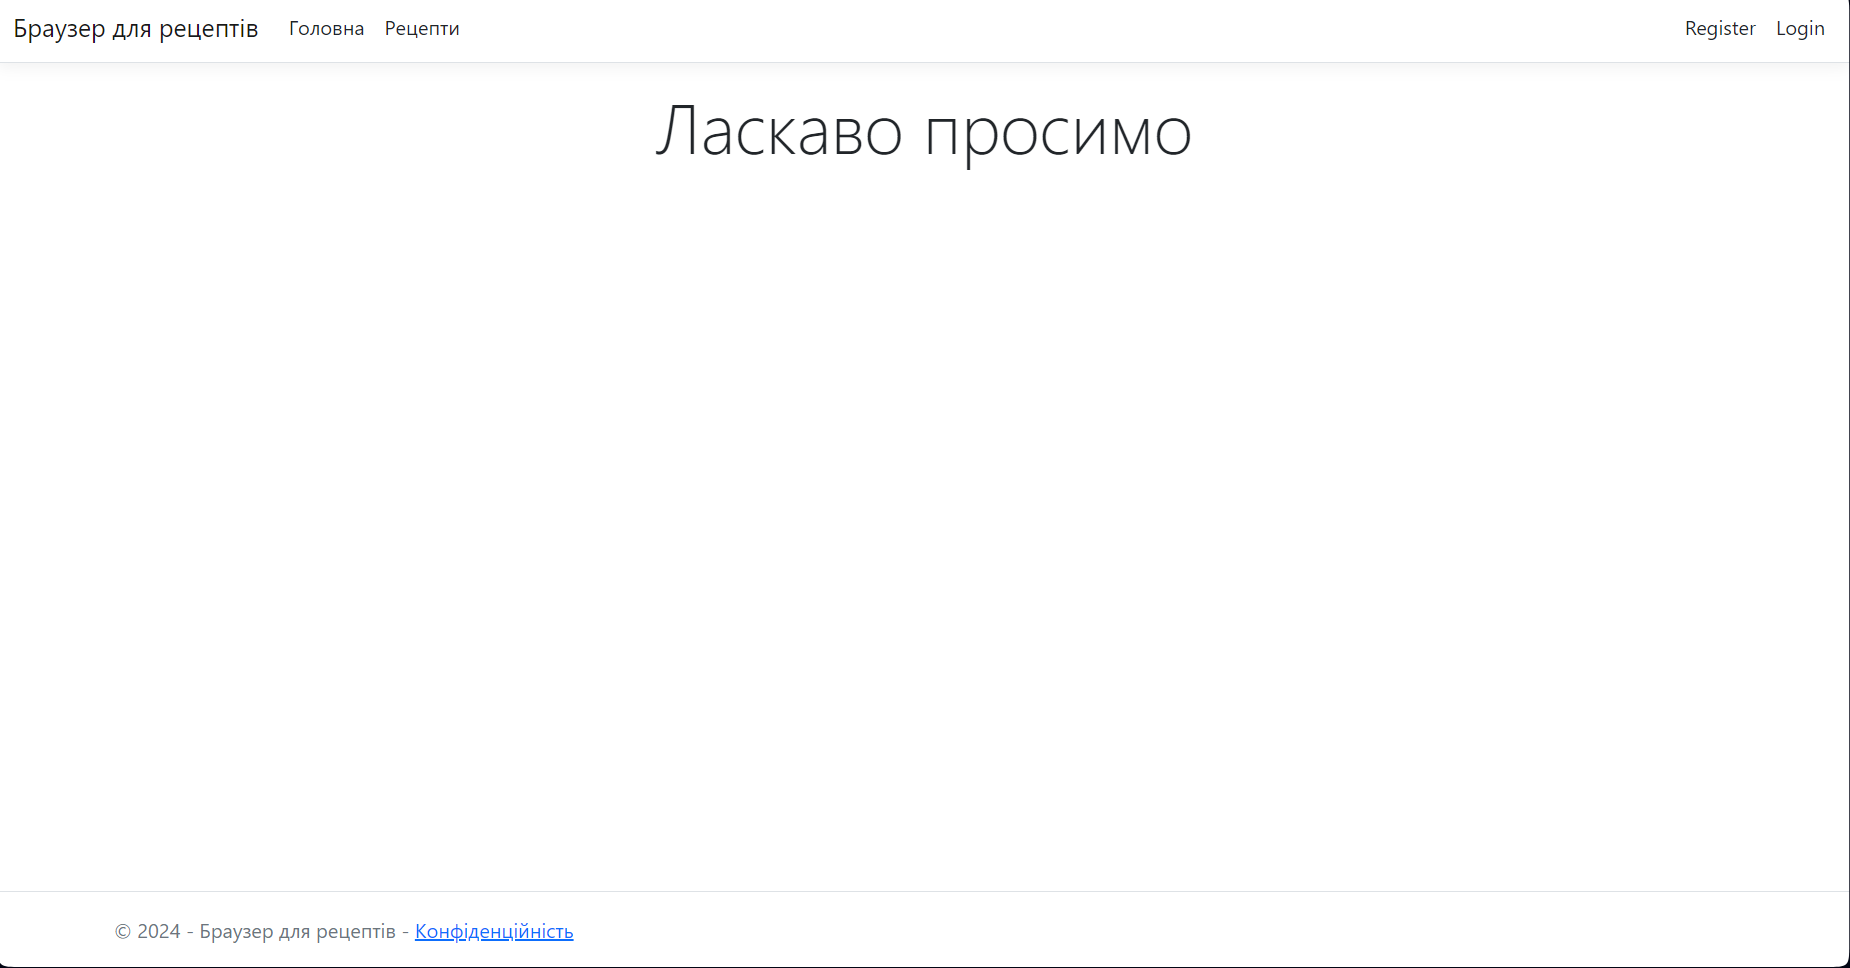 Браузер для рецептів Головна Рецепти Register Login
Ласкаво просимо
© 2024 - Браузер для рецептів - Конфіденційність